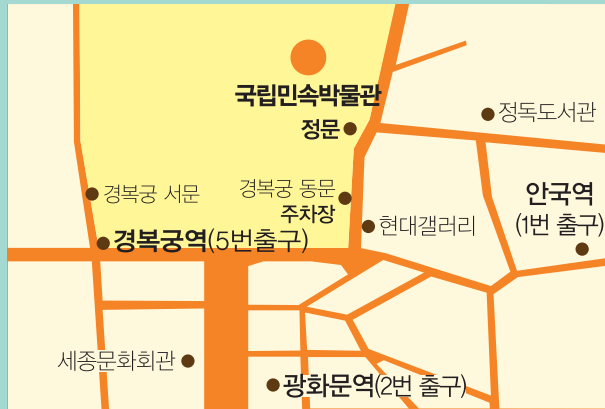 국립민속박물관
정문
정독도서관
경복궁 서문
경복궁 동문
주차장
안국역
(1번 출구)
현대갤러리
경복궁역(5번출구)
세종문화회관
광화문역(2번 출구)